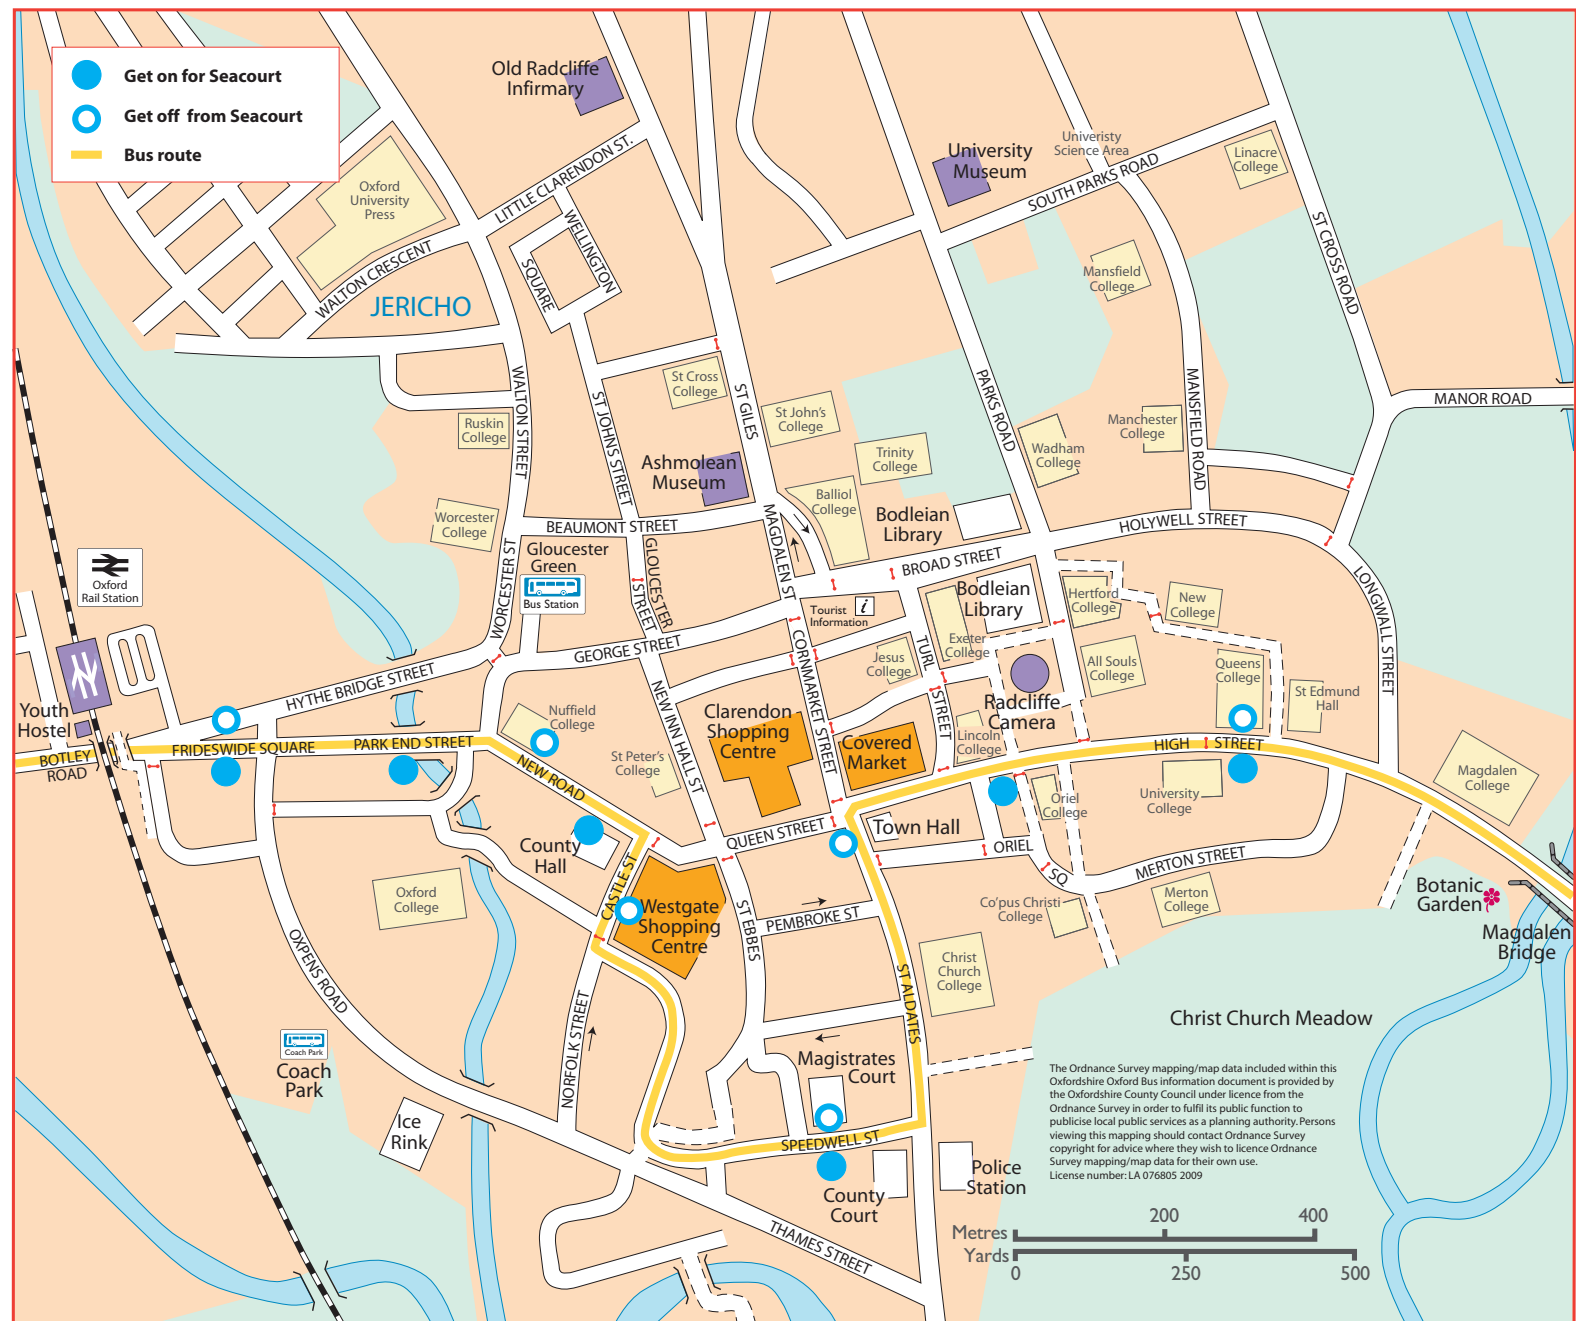 Get on for Seacourt
Get off from Seacourt
Bus route
Old Radcliffe
Infirmary
Oxford
University
Press
LITTLE CLARENDON ST.
WELLINGTON
SQUARE
WALTON CRESCENT
JERICHO
University
Museum
Univeristy
Science Area
SOUTH PARKS ROAD
Linacre
College
ST CROSS ROAD
Mansfield
College
MANSFIELD ROAD
MANOR ROAD
PARKS ROAD
WALTON STREET
ST JOHNS STREET
ST GILES
St Cross
College
St John's
College
Trinity
College
Balliol
College
Wadham
College
Manchester
College
Ruskin
College
Worcester
College
Ashmolean
Museum
BEAUMONT STREET
MAGDALEN ST
Bodleian
Library
HOLYWELL STREET
BROAD STREET
LONGWALL STREET
Oxford
Rail Station
Gloucester
Green
Bus Station
GLOUCESTER
STREET
WORCESTER ST
GEORGE STREET
Tourist
Information
i
Bodleian
Library
Hertford
College
New
College
Exeter
College
Jesus
College
TURL
STREET
CORNMARKET STREET
All Souls
College
Queens
College
St Edmund
Hall
Radcliffe
Camera
Lincoln
College
HYTHE BRIDGE STREET
Youth
Hostel
BOTLEY
ROAD
FRIDESWIDE SQUARE
PARK END STREET
Nuffield
College
NEW ROAD
NEW INN HALL ST
St Peter's
College
Clarendon
Shopping
Centre
Covered
Market
HIGH STREET
Magdalen
College
University
College
Oriel
College
Town Hall
QUEEN STREET
ORIEL
SQ
MERTON STREET
County
Hall
CASTLE ST
Oxford
College
Westgate
Shopping
Centre
ST EBBES
PEMBROKE ST
Co'pus Christi
College
Merton
College
Botanic
Garden
Magdalen
Bridge
Christ
Church
College
ST ALDATES
OXPENS ROAD
NORFOLK STREET
Christ Church Meadow
Coach Park
Coach
Park
Ice
Rink
Magistrates
Court
SPEEDWELL ST
County
Court
Police
Station
THAMES STREET
The Ordnance Survey mapping/map data included within this
Oxfordshire Oxford Bus information document is provided by
the Oxfordshire County Council under licence from the
Ordnance Survey in order to fulfil its public function to
publicise local public services as a planning authority. Persons
viewing this mapping should contact Ordnance Survey
copyright for advice where they wish to licence Ordnance
Survey mapping/map data for their own use.
License number: LA 076805 2009
200 400
Metres
Yards
0 250 500